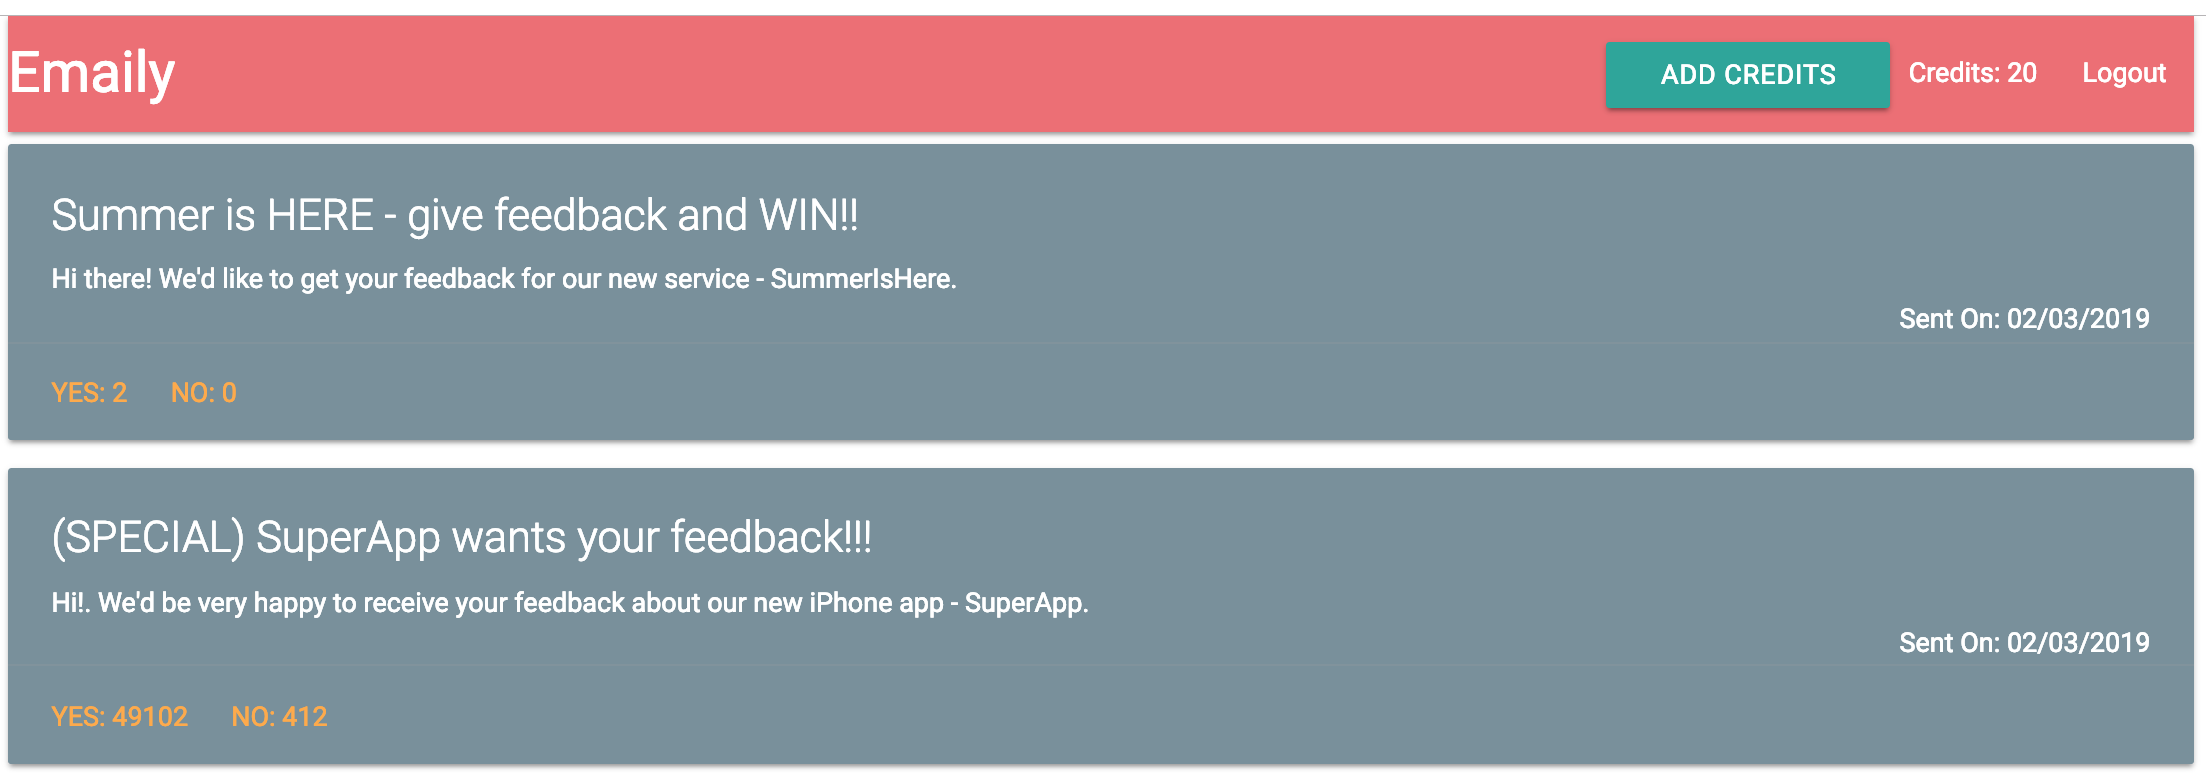 Emaily
ADD CREDITS
Credits: 20
Logout
Summer is HERE - give feedback and WIN!!
Hi there! We'd like to get your feedback for our new service - SummerIsHere.
Sent On: 02/03/2019
YES: 2 NO: 0
(SPECIAL) SuperApp wants your feedback!!!
Hi!. We'd be very happy to receive your feedback about our new iPhone app - SuperApp.
Sent On: 02/03/2019
YES: 49102 NO: 412